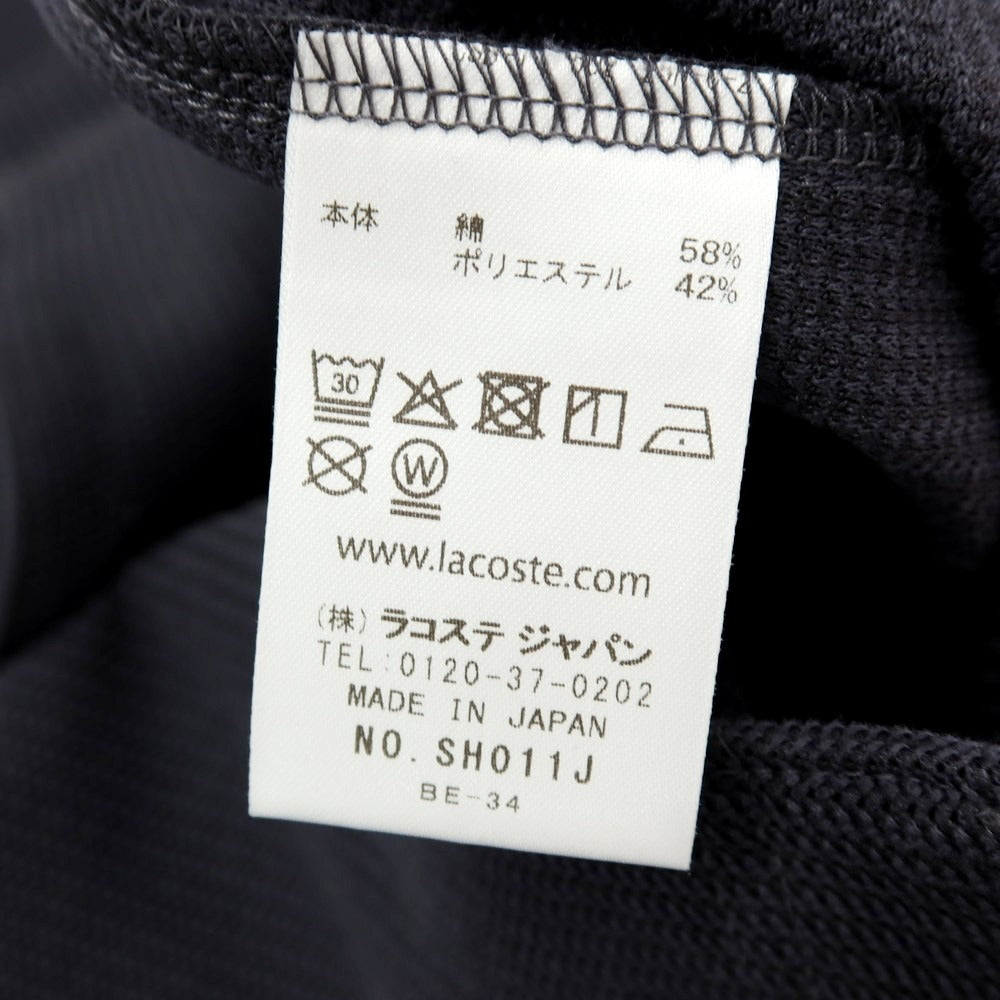 本体 綿 58%
ポリエステル 42%
30
W
www.lacoste.com
(株) ラコステ ジャパン
TEL:0120-37-0202
MADE IN JAPAN
NO. SH011J
BE-34